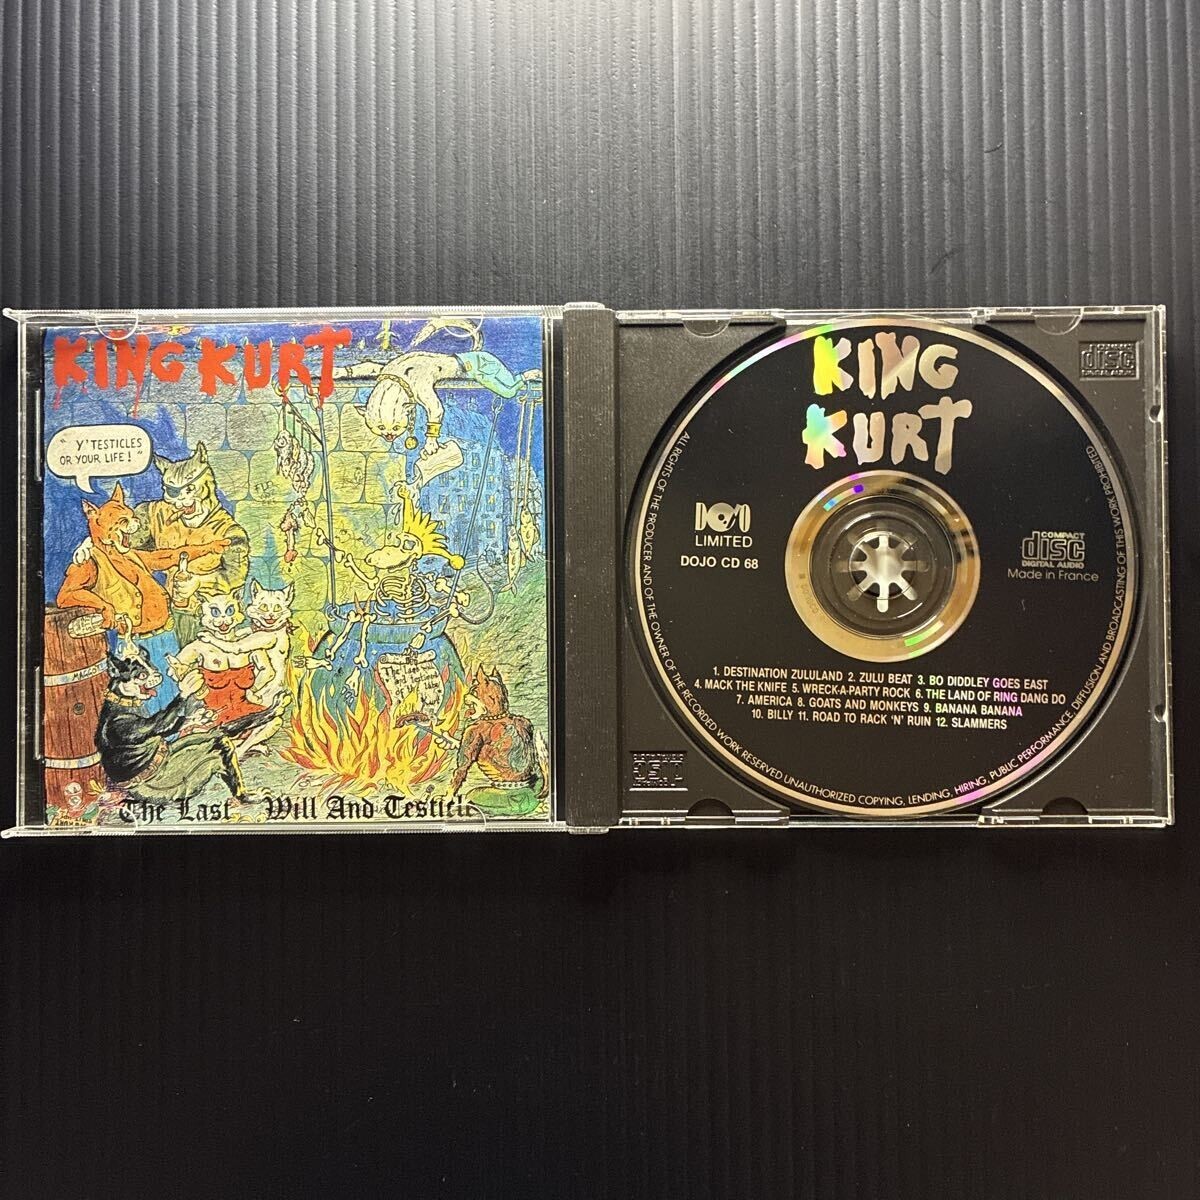 KING KURT
" Y' TESTICLES
OR YOUR LIFE! "
The Last Will And Testicle
KING
KURT
DOJO
LIMITED
DOJO CD 68
COMPACT
disc
DIGITAL AUDIO
Made in France
1. DESTINATION ZULULAND 2. ZULU BEAT 3. BO DIDDLEY GOES EAST
4. MACK THE KNIFE 5. WRECK-A-PARTY ROCK 6. THE LAND OF RING DANG DO
7. AMERICA 8. GOATS AND MONKEYS 9. BANANA BANANA
10. BILLY 11. ROAD TO RACK 'N' RUIN 12. SLAMMERS
ALL RIGHTS OF THE PRODUCER AND OF THE OWNER OF THE RECORDED WORK RESERVED UNAUTHORIZED COPYING, LENDING, HIRING, PUBLIC PERFORMANCE, DIFFUSION AND BROADCASTING OF THIS WORK PROHIBITED
COMPACT
disc
DIGITAL AUDIO